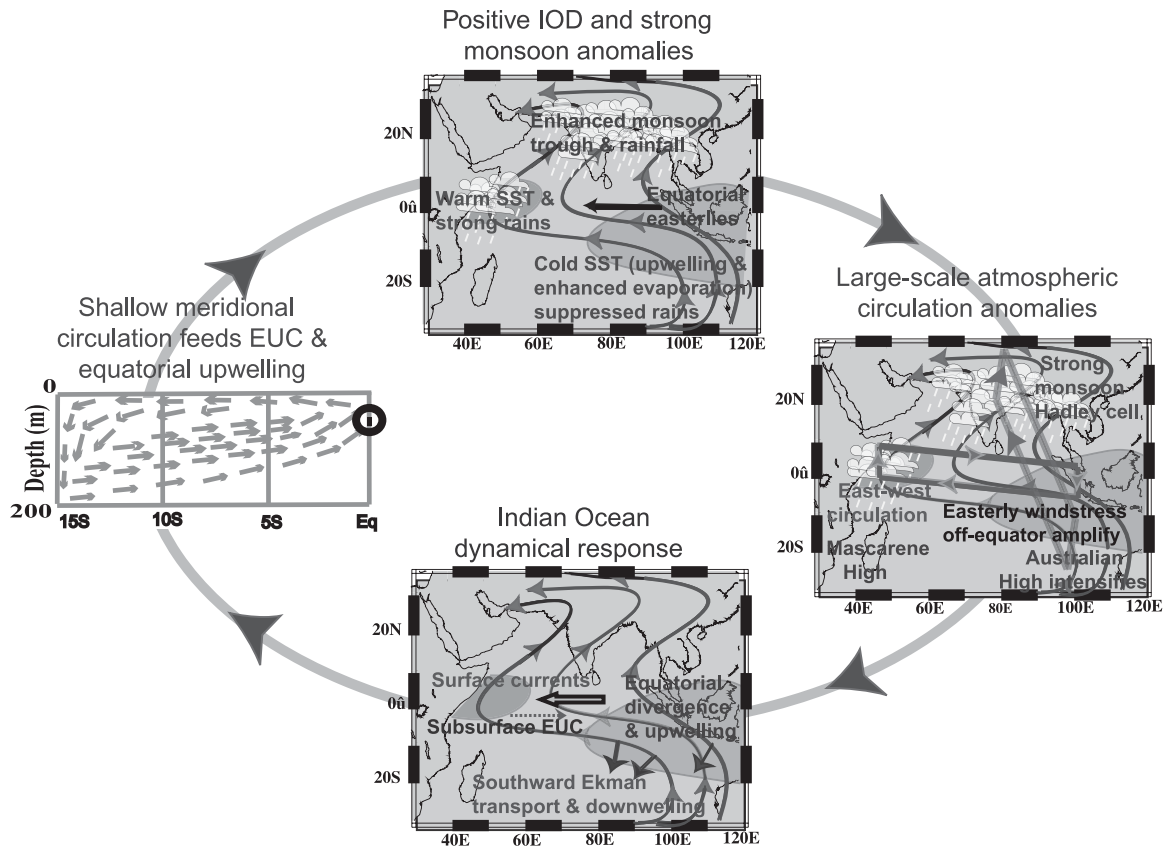 Positive IOD and strong
monsoon anomalies
20N
0û
20S
Enhanced monsoon
trough & rainfall
Warm SST &
strong rains
Equatorial
easterlies
Cold SST (upwelling &
enhanced evaporation)
suppressed rains
40E 60E 80E 100E 120E
Large-scale atmospheric
circulation anomalies
20N
0û
20S
Strong
monsoon
Hadley cell
East-west
circulation
Easterly windstress
off-equator amplify
Mascarene
High
Australian
High intensifies
40E 60E 80E 100E 120E
Shallow meridional
circulation feeds EUC &
equatorial upwelling
0
Depth (m)
200
15S 10S 5S Eq
Indian Ocean
dynamical response
20N
0û
20S
Surface currents
Subsurface EUC
Equatorial
divergence
& upwelling
Southward Ekman
transport & downwelling
40E 60E 80E 100E 120E